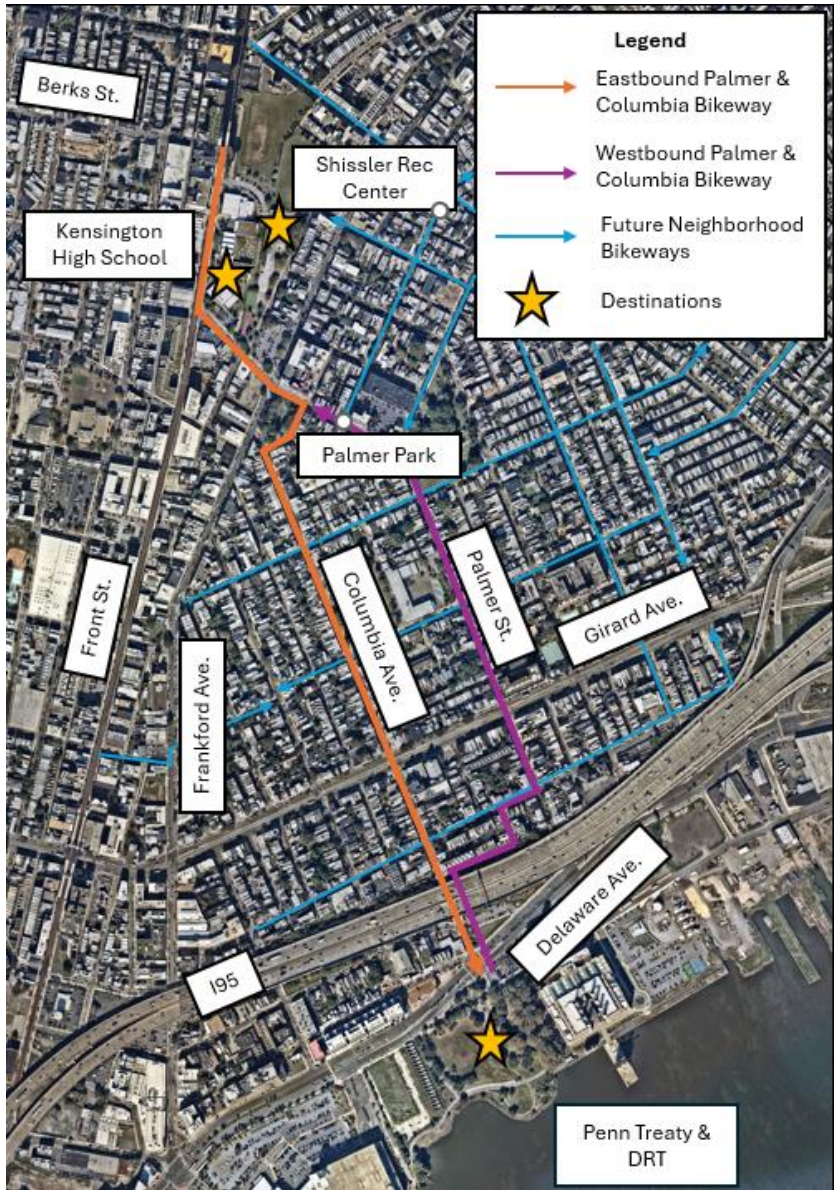 Legend
Eastbound Palmer &
Columbia Bikeway
Westbound Palmer &
Columbia Bikeway
Future Neighborhood
Bikeways
Destinations
Berks St.
Shissler Rec
Center
Kensington
High School
Palmer Park
Front St.
Frankford Ave.
Columbia Ave.
Palmer St.
Girard Ave.
Delaware Ave.
I95
Penn Treaty &
DRT